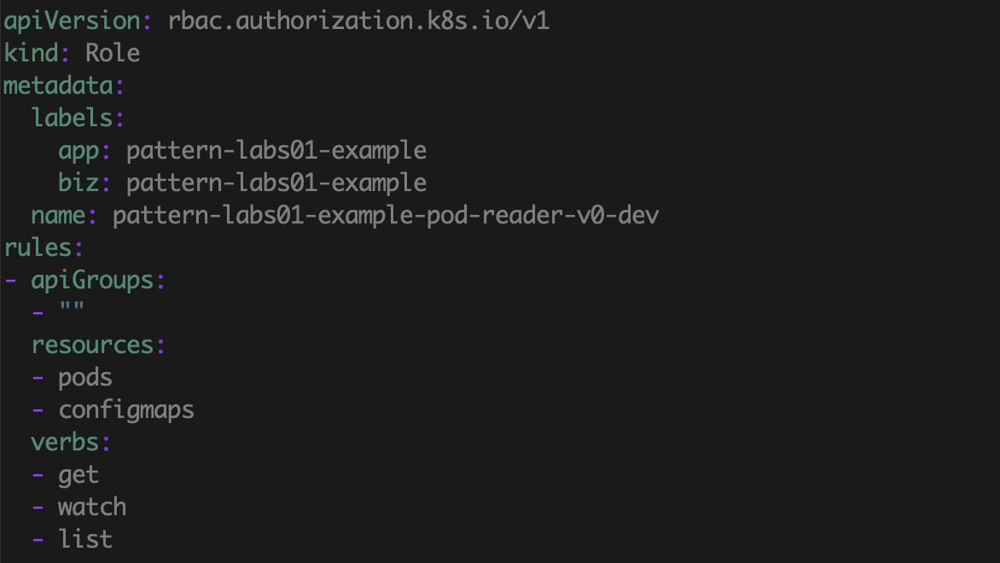 apiVersion: rbac.authorization.k8s.io/v1
kind: Role
metadata:
  labels:
    app: pattern-labs01-example
    biz: pattern-labs01-example
  name: pattern-labs01-example-pod-reader-v0-dev
rules:
- apiGroups:
  - ""
  resources:
  - pods
  - configmaps
  verbs:
  - get
  - watch
  - list